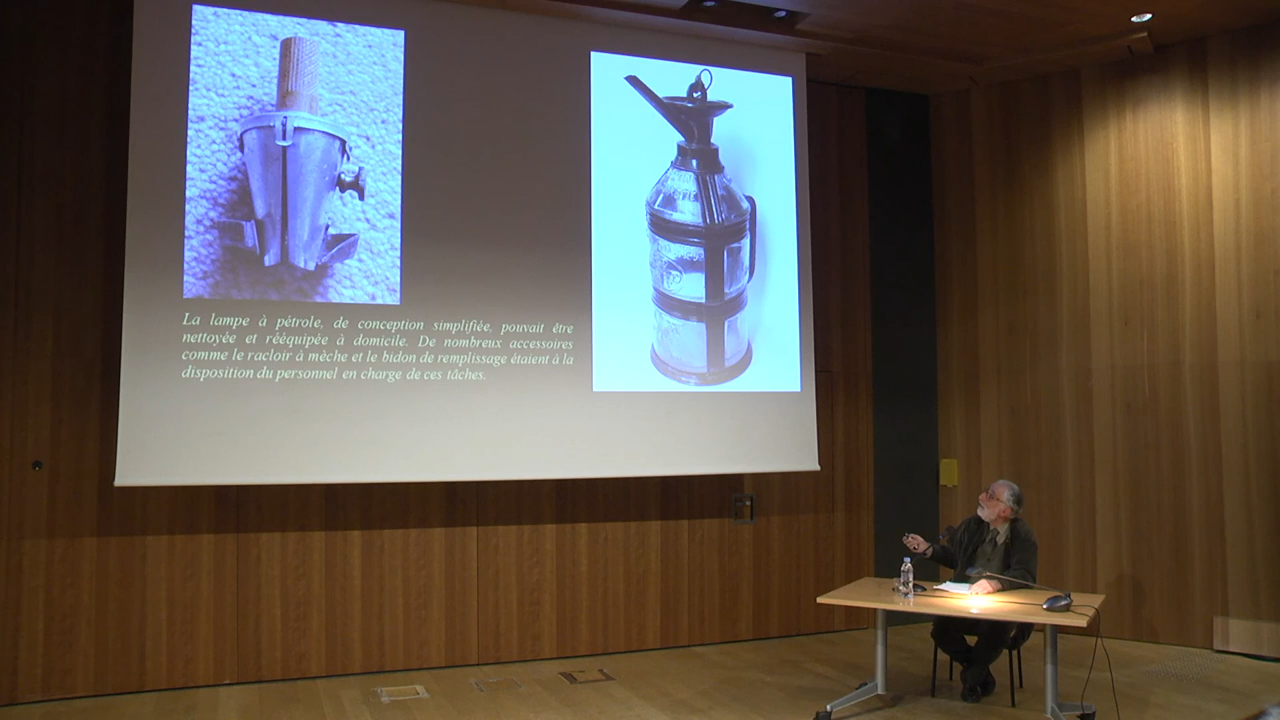 La lampe à pétrole, de conception simplifiée, pouvait être
nettoyée et rééquipée à domicile. De nombreux accessoires
comme le racloir à mèche et le bidon de remplissage étaient à la
disposition du personnel en charge de ces tâches.